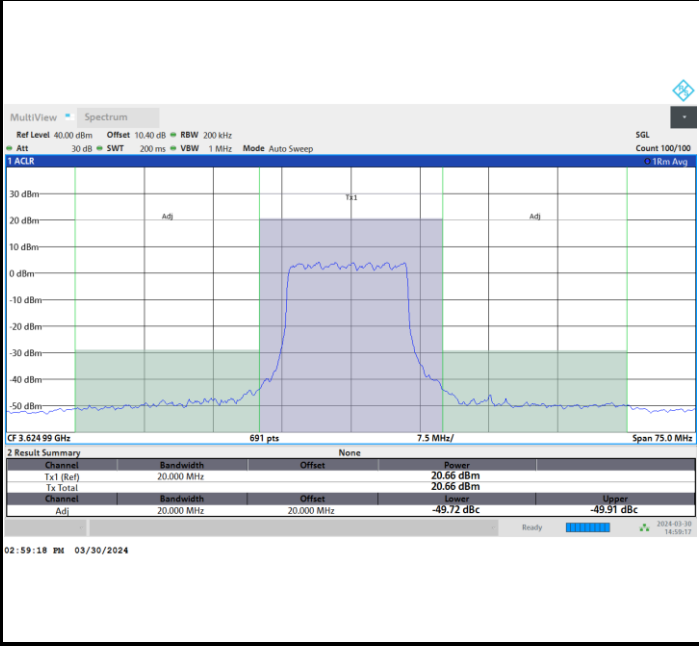 MultiView Spectrum
Ref Level 40.00 dBm Offset 10.40 dB RBW 200 kHz SGL
Att 30 dB SWT 200 ms VBW 1 MHz Mode Auto Sweep Count 100/100
1 ACLR 1Rm Avg
30 dBm
Tx1
20 dBm
Adj
Adj
10 dBm
0 dBm
-10 dBm
-20 dBm
-30 dBm
-40 dBm
-50 dBm
CF 3.624 99 GHz 691 pts 7.5 MHz/ Span 75.0 MHz
2 Result Summary None
Channel Bandwidth Offset Power
Tx1 (Ref) 20.000 MHz 20.66 dBm
Tx Total 20.66 dBm
Channel Bandwidth Offset Lower Upper
Adj 20.000 MHz 20.000 MHz -49.72 dBc -49.91 dBc
Ready 2024-03-30
14:59:17
02:59:18 PM 03/30/2024